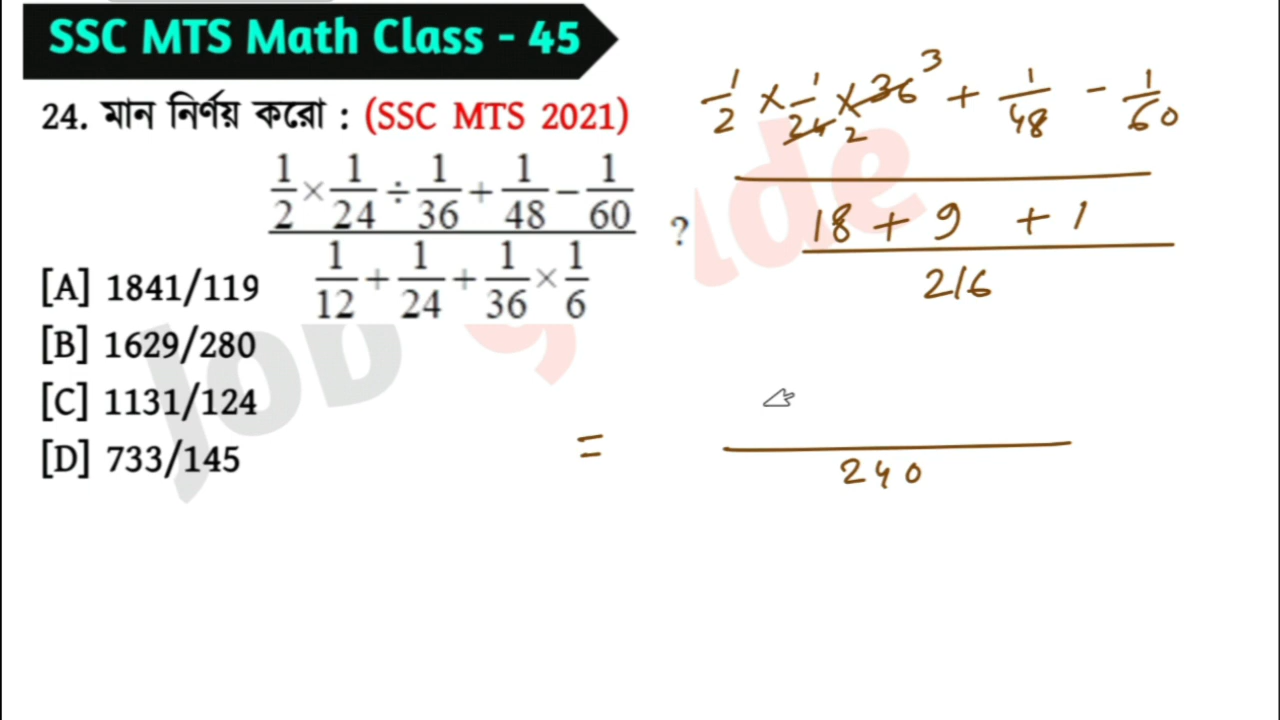 SSC MTS Math Class - 45
24. মান নির্ণয় করো : (SSC MTS 2021)
1/2 × 1/24 ÷ 1/36 + 1/48 − 1/60
1/12 + 1/24 + 1/36 × 1/6
?
[A] 1841/119
[B] 1629/280
[C] 1131/124
[D] 733/145
1/2 × 1/24 2 × 36 3 + 1/48 - 1/60
18 + 9 + 1
216
=
240
Job Guide